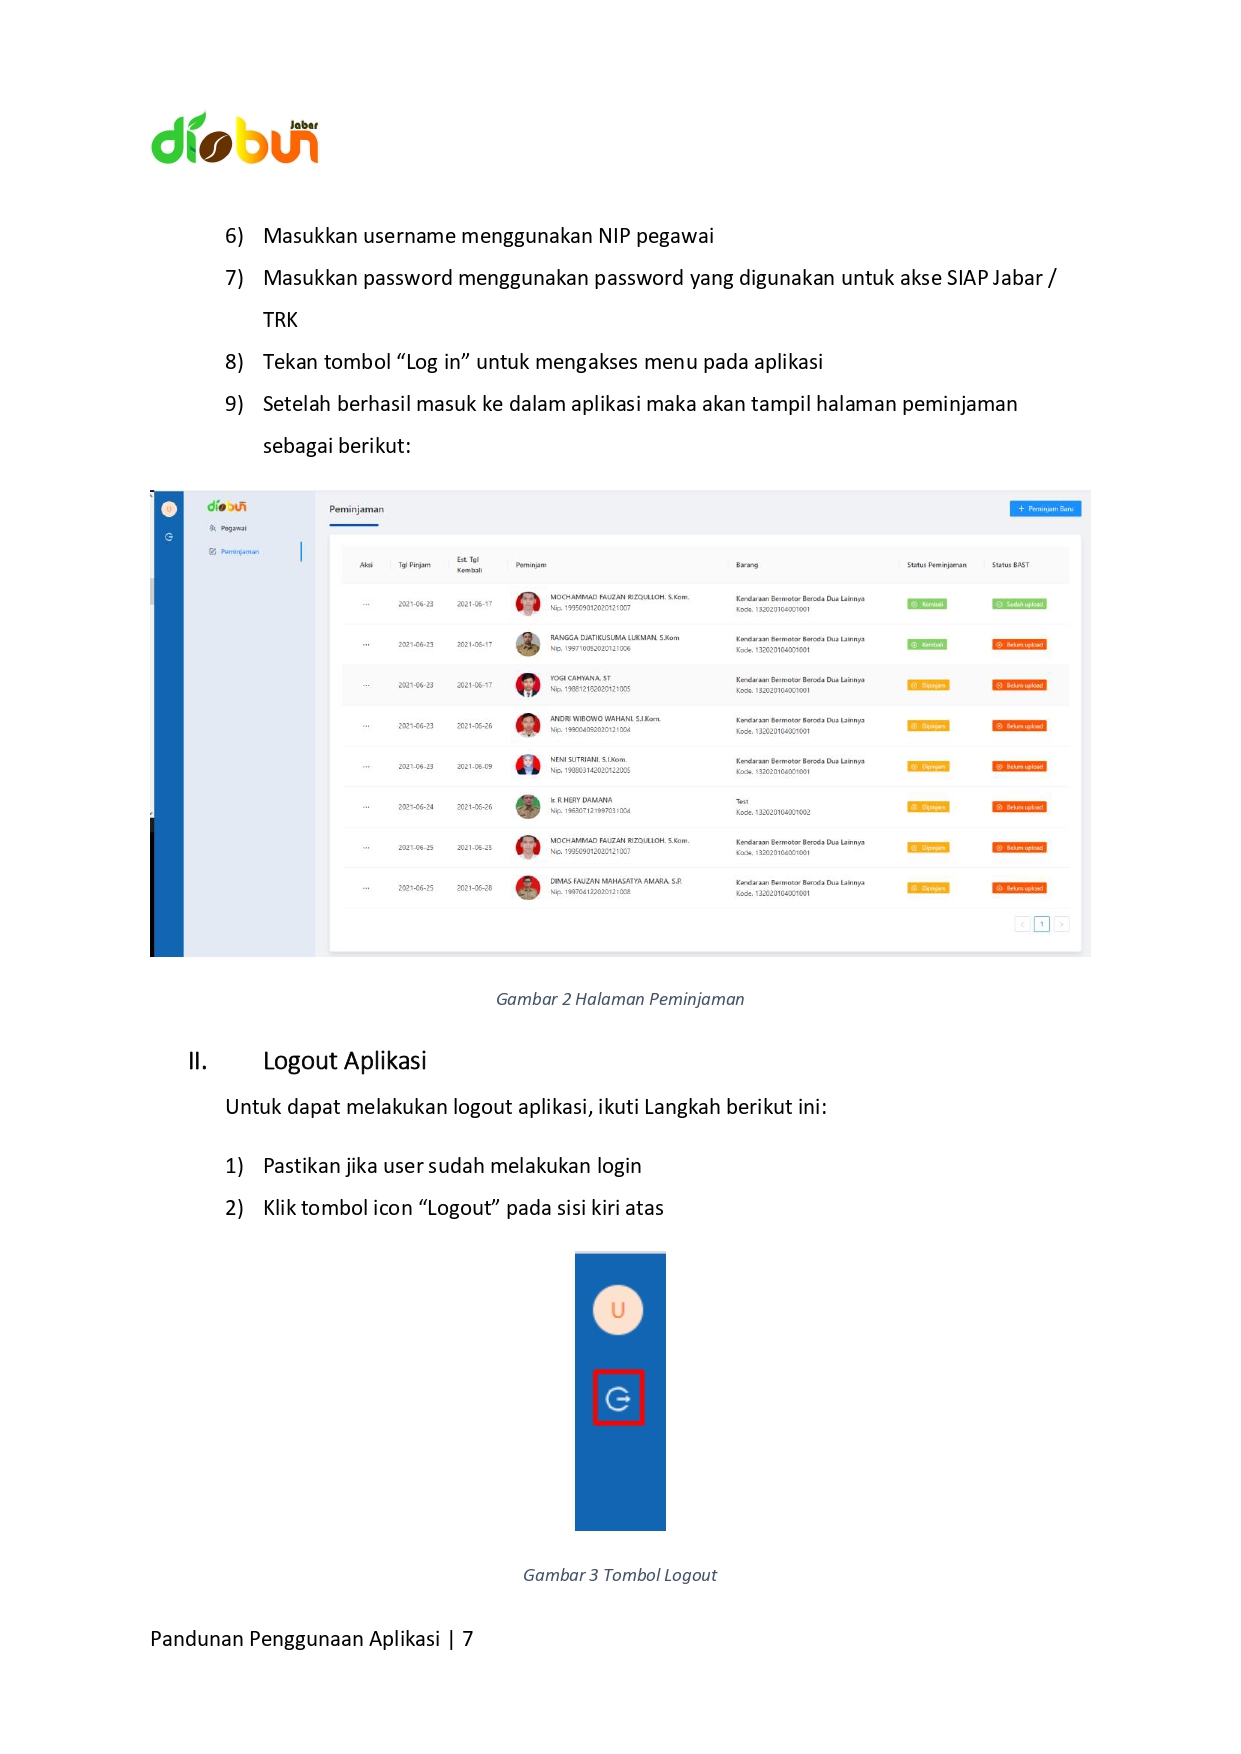 disbun Jabar
6) Masukkan username menggunakan NIP pegawai
7) Masukkan password menggunakan password yang digunakan untuk akse SIAP Jabar /
TRK
8) Tekan tombol “Log in” untuk mengakses menu pada aplikasi
9) Setelah berhasil masuk ke dalam aplikasi maka akan tampil halaman peminjaman
sebagai berikut:
U disbun Peminjaman + Peminjam Baru
Pegawai
Peminjaman
Aksi Tgl Pinjam Est. Tgl Kembali Peminjam Barang Status Peminjaman Status BAST
... 2021-06-23 2021-06-17 MOCHAMMAD FAUZAN RIZQULLOH, S.Kom. Kendaraan Bermotor Beroda Dua Lainnya Kembali Sudah upload
Nip. 199509012020121007 Kode. 132020104001001
... 2021-06-23 2021-06-17 RANGGA DJATIKUSUMA LUKMAN, S.Kom Kendaraan Bermotor Beroda Dua Lainnya Kembali Belum upload
Nip. 199710052020121006 Kode. 132020104001001
... 2021-06-23 2021-06-17 YOGI CAHYANA, ST Kendaraan Bermotor Beroda Dua Lainnya Dipinjam Belum upload
Nip. 198812182020121005 Kode. 132020104001001
... 2021-06-23 2021-06-26 ANDRI WIBOWO WAHANI, S.I.Kom. Kendaraan Bermotor Beroda Dua Lainnya Dipinjam Belum upload
Nip. 199004092020121004 Kode. 132020104001001
... 2021-06-23 2021-06-09 NENI SUTRIANI, S.I.Kom. Kendaraan Bermotor Beroda Dua Lainnya Dipinjam Belum upload
Nip. 198803142020122005 Kode. 132020104001001
... 2021-06-24 2021-06-26 Ir. R HERY DAMANA Test Dipinjam Belum upload
Nip. 196307121997031004 Kode. 132020104001002
... 2021-06-25 2021-06-25 MOCHAMMAD FAUZAN RIZQULLOH, S.Kom. Kendaraan Bermotor Beroda Dua Lainnya Dipinjam Belum upload
Nip. 199509012020121007 Kode. 132020104001001
... 2021-06-25 2021-06-28 DIMAS FAUZAN MAHASATYA AMARA, S.P. Kendaraan Bermotor Beroda Dua Lainnya Dipinjam Belum upload
Nip. 199704122020121008 Kode. 132020104001001
< 1 >
Gambar 2 Halaman Peminjaman
II. Logout Aplikasi
Untuk dapat melakukan logout aplikasi, ikuti Langkah berikut ini:
1) Pastikan jika user sudah melakukan login
2) Klik tombol icon “Logout” pada sisi kiri atas
U
Gambar 3 Tombol Logout
Pandunan Penggunaan Aplikasi | 7